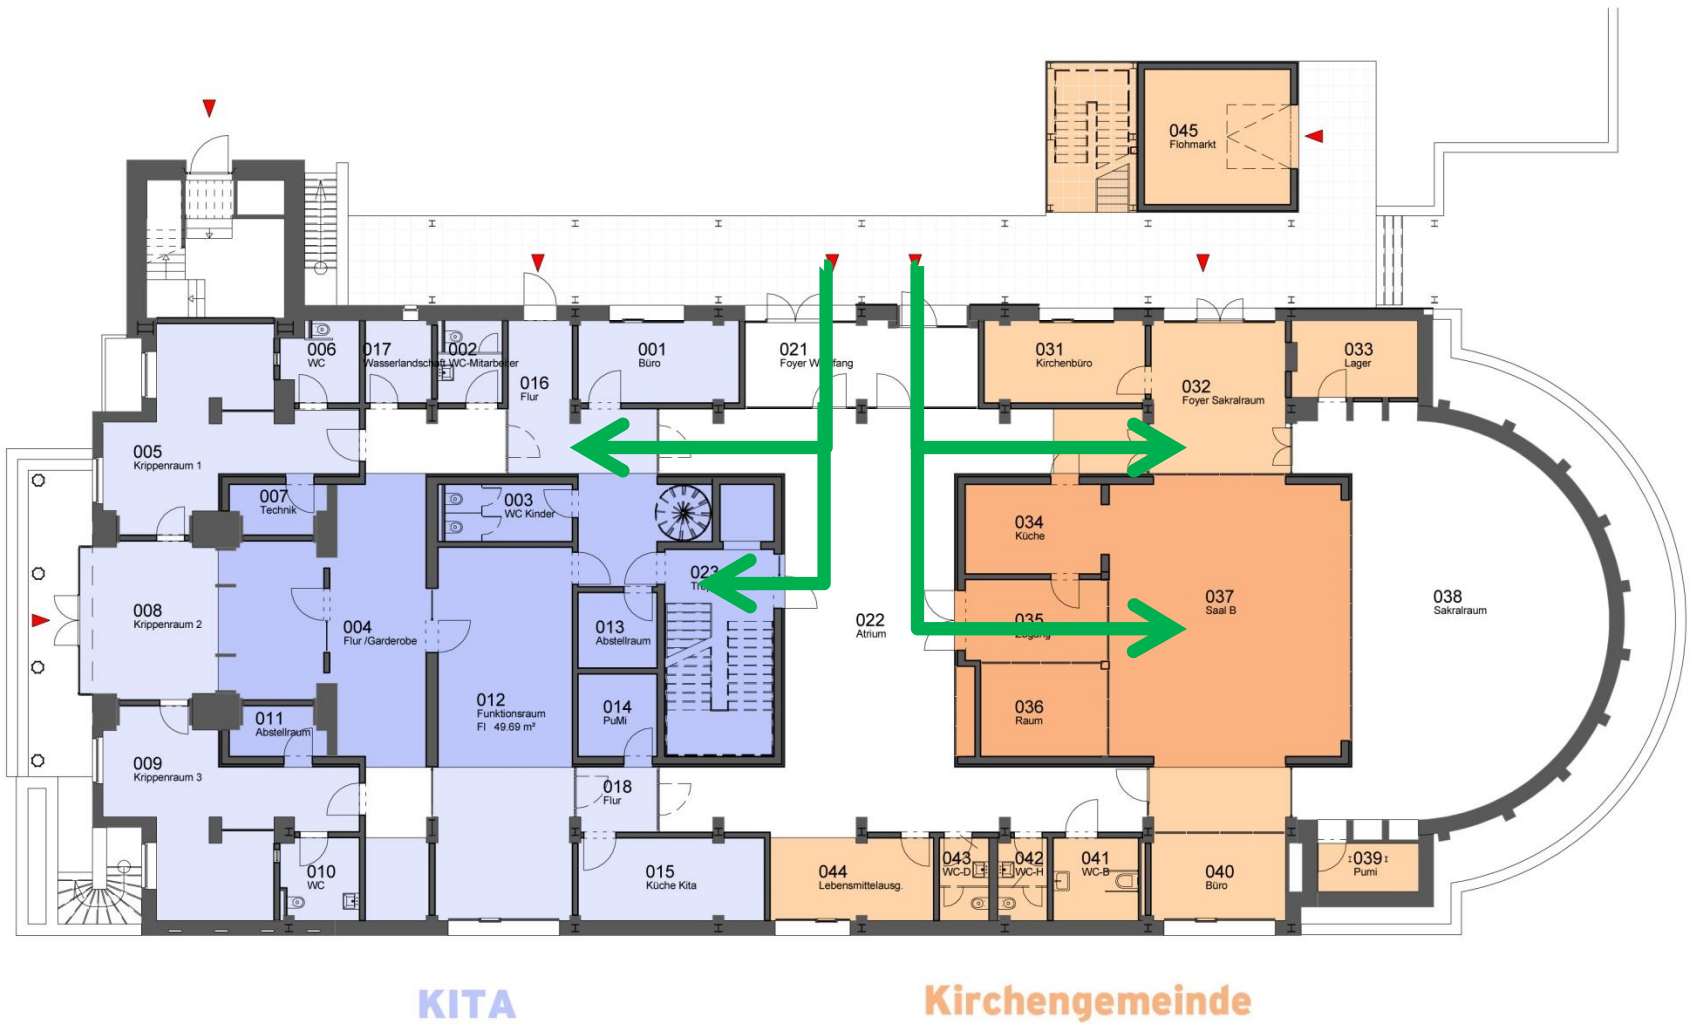 045
Flohmarkt
006
WC
017
Wasserlandschaft
002
WC-Mitarbeiter
016
Flur
001
Büro
021
Foyer W
fang
031
Kirchenbüro
032
Foyer Sakralraum
033
Lager
005
Krippenraum 1
007
Technik
003
WC Kinder
034
Küche
023
008
Krippenraum 2
004
Flur /Garderobe
013
Abstellraum
022
Atrium
035
Zugang
037
Saal B
038
Sakralraum
012
Funktionsraum
Fl 49.69 m²
014
PuMi
036
Raum
011
Abstellraum
009
Krippenraum 3
018
Flur
010
WC
015
Küche Kita
044
Lebensmittelausg.
043
WC-D
042
WC-H
041
WC-B
040
Büro
039
Pumi
KITA
Kirchengemeinde